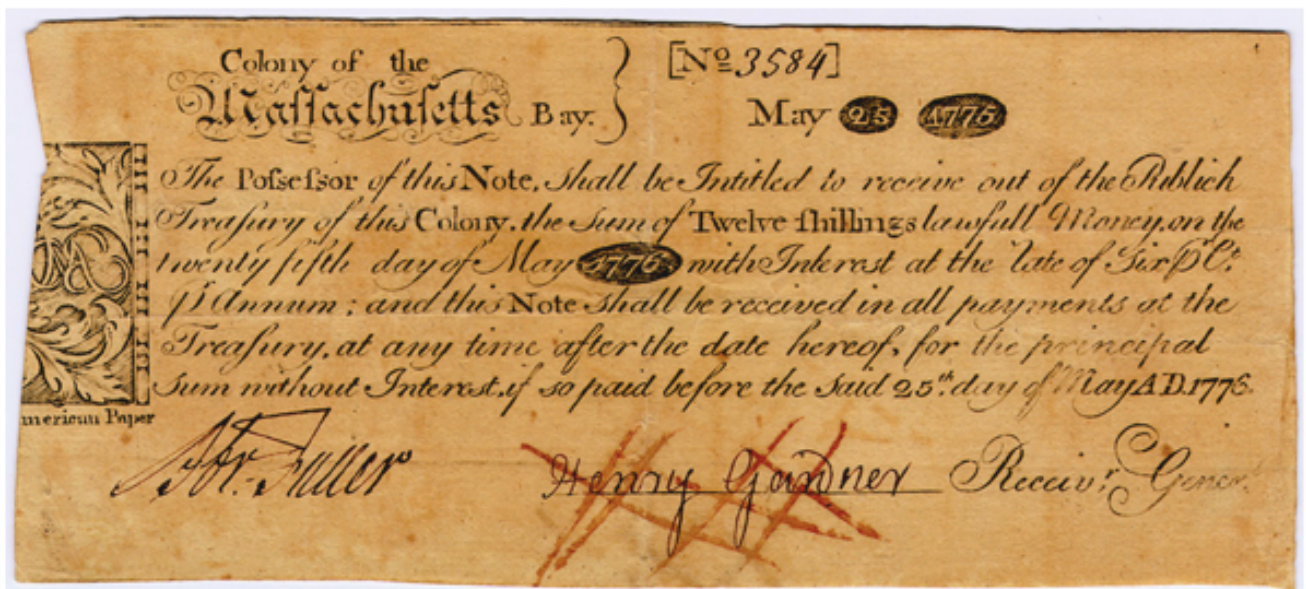 Colony of the [No 3584]
Maſſachuſetts Bay. May 25 1775
The Poſseſsor of this Note, shall be Intitled to receive out of the Publick
Treaſury of this Colony, the Sum of Twelve ſhillings lawfull Money, on the
twenty fifth day of May 1776 with Interest at the rate of Six ⅌ Ct.
⅌ Annum; and this Note shall be received in all payments at the
Treaſury, at any time after the date hereof, for the principal
Sum without Interest, if so paid before the said 25th. day of May A D. 1776.
merican Paper
Abr. Fuller Henry Gardner Receivr. Gener